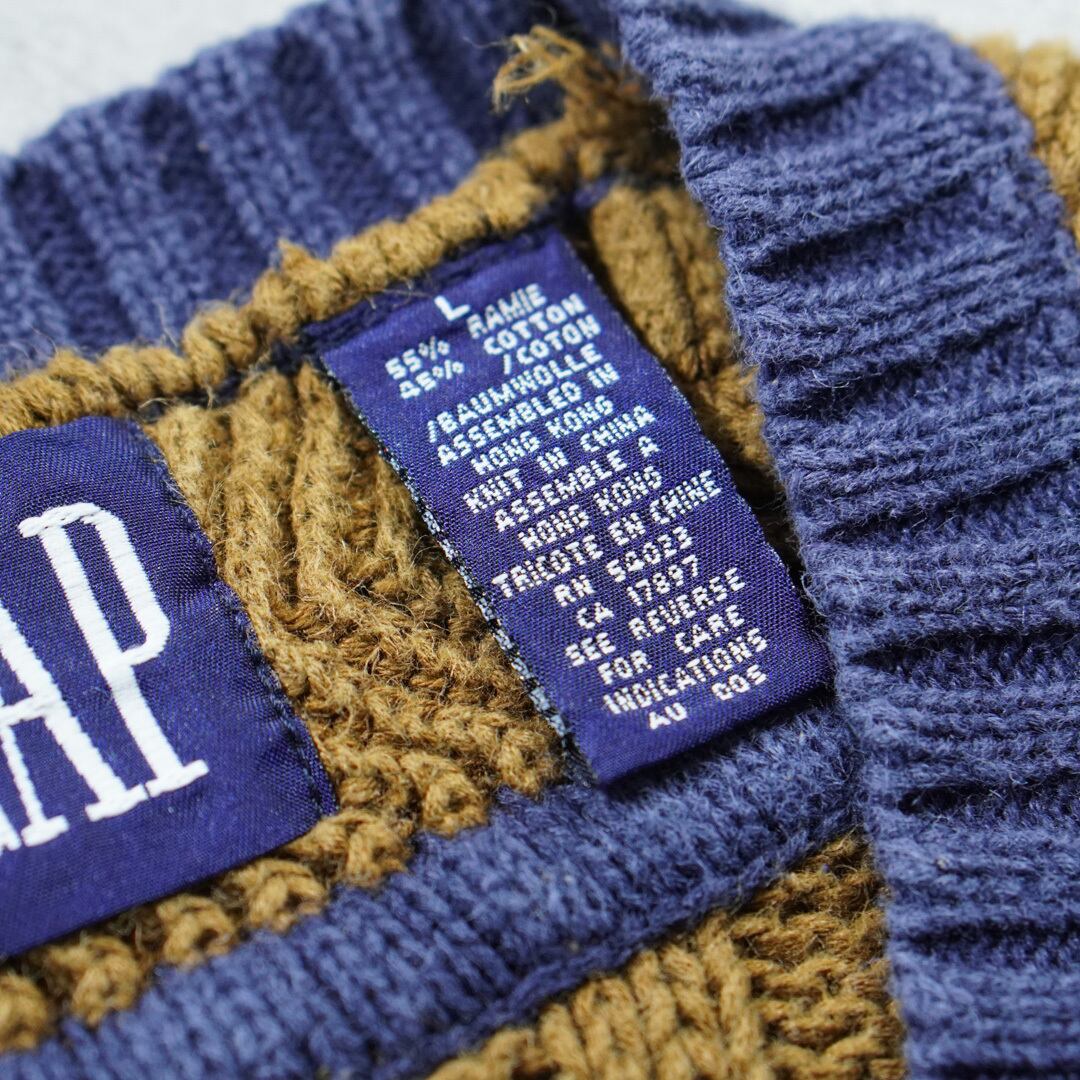 AP
L
55% RAMIE
45% COTTON
/COTON
/BAUMWOLLE
ASSEMBLED IN
HONG KONG
KNIT IN CHINA
ASSEMBLE A
HONG KONG
TRICOTE EN CHINE
RN 54023
CA 17897
SEE REVERSE
FOR CARE
INDICATIONS
AU 005